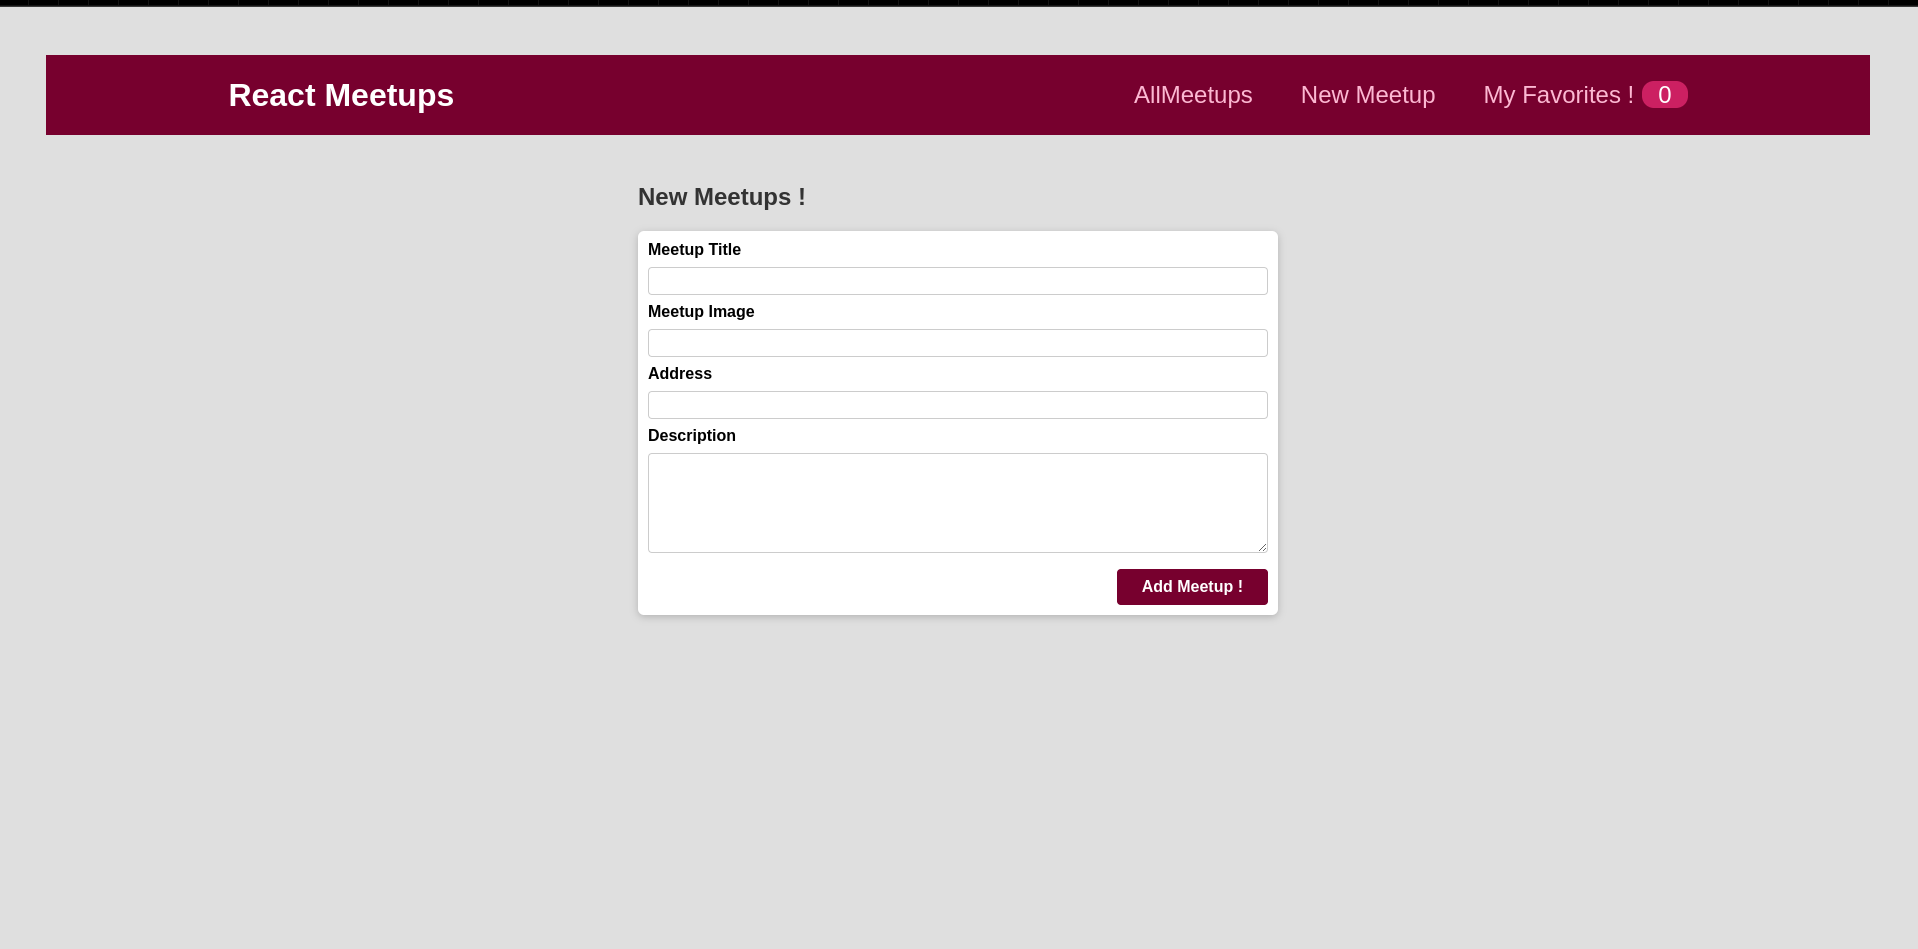 React Meetups
AllMeetups New Meetup My Favorites ! 0
New Meetups !
Meetup Title
Meetup Image
Address
Description
Add Meetup !